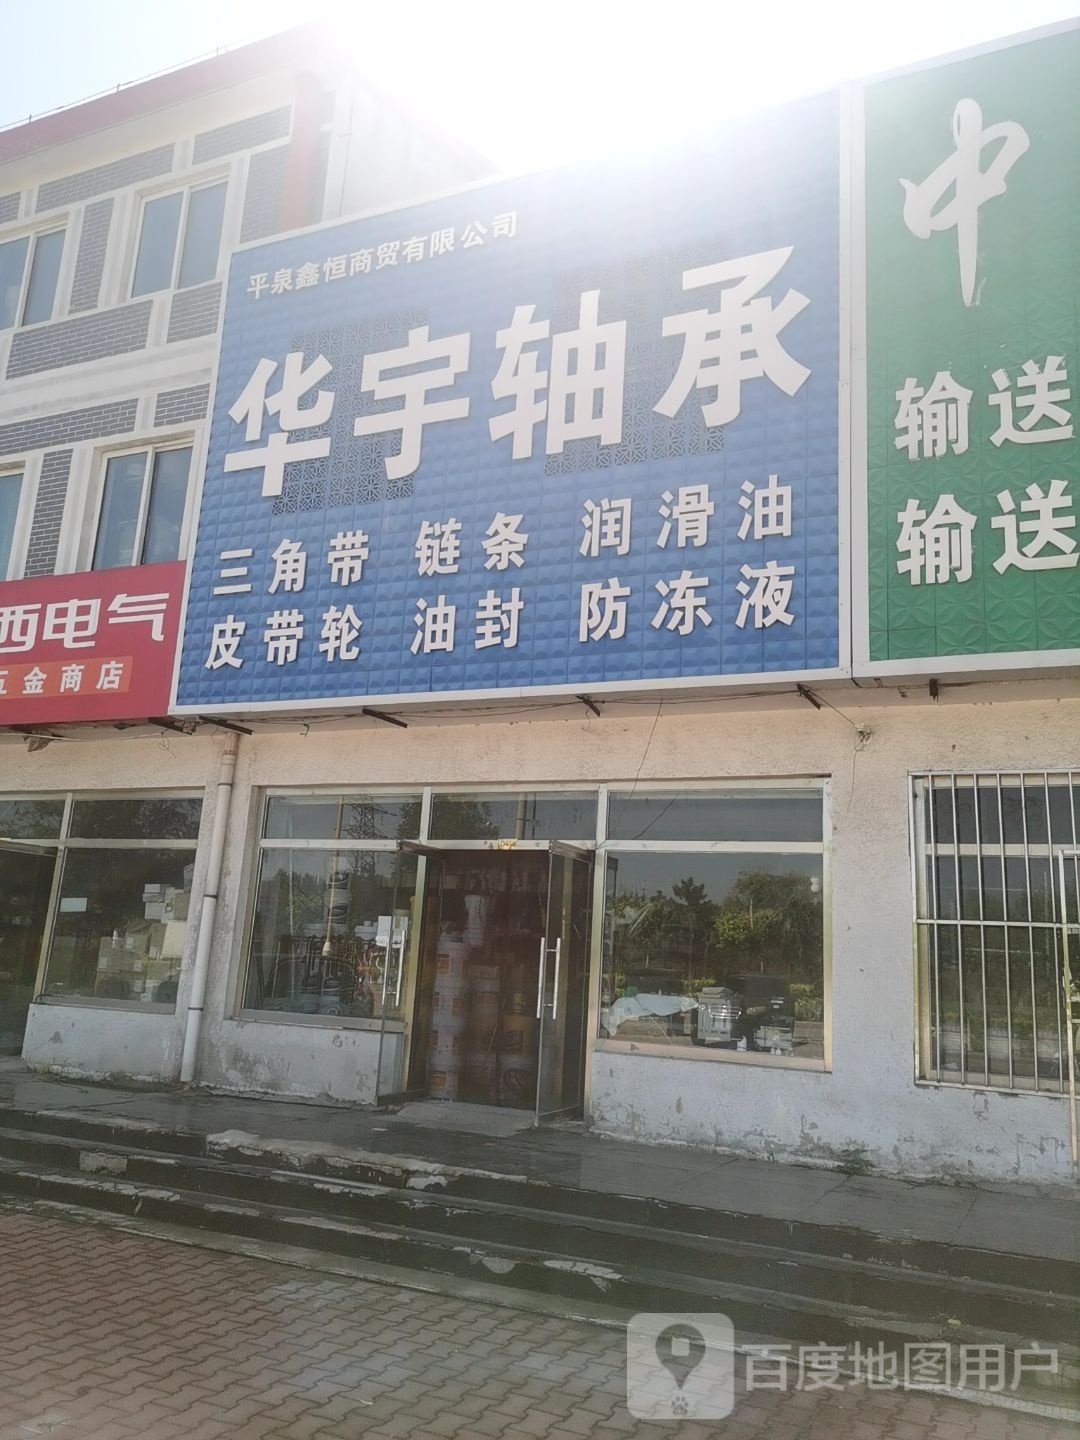 平泉鑫恒商贸有限公司
华宇轴承
三角带 链条 润滑油
皮带轮 油封 防冻液
西电气
五金商店
中
输送
输送
百度地图用户